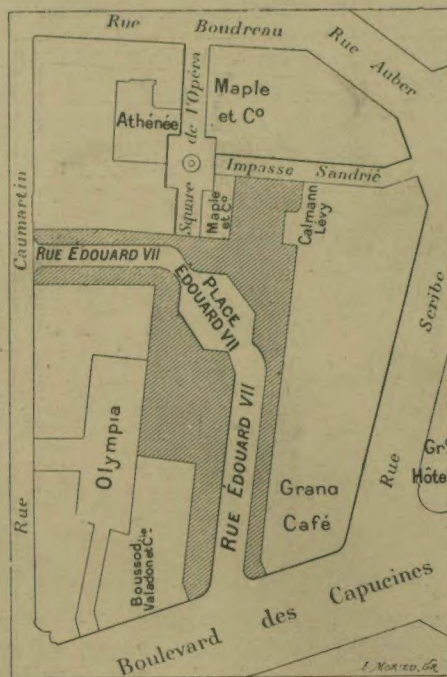 Rue Boudreau
Rue Auber
Maple
et Cº
Athénée
Square de l'Opéra
Impasse Sandrié
Maple
et Cº
Calmann
Lévy
Caumartin
RUE ÉDOUARD VII
PLACE
ÉDOUARD VII
Scribe
Olympia
RUE ÉDOUARD VII
Grand
Café
Gr
Hôte
Rue
Rue
Boussod
Valadon et Cie
Boulevard des Capucines